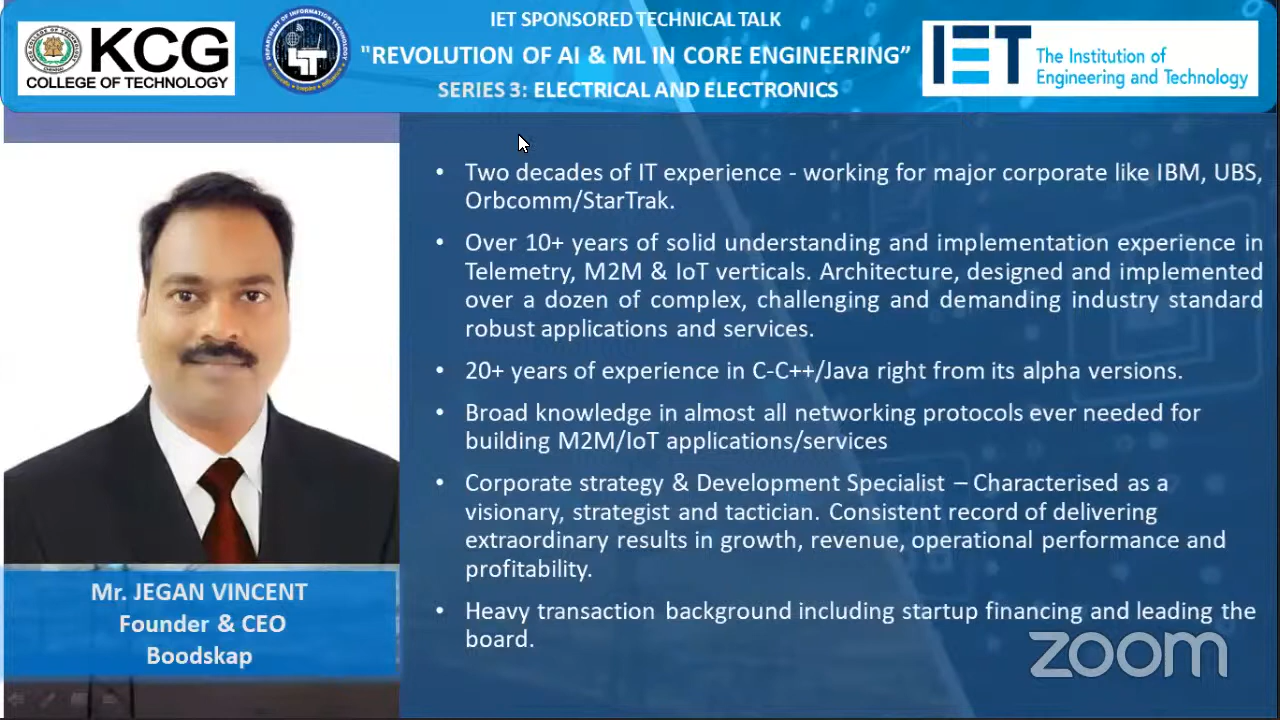 KCG
COLLEGE OF TECHNOLOGY
IET SPONSORED TECHNICAL TALK
"REVOLUTION OF AI & ML IN CORE ENGINEERING”
SERIES 3: ELECTRICAL AND ELECTRONICS
IET
The Institution of
Engineering and Technology
DEPARTMENT OF INFORMATION TECHNOLOGY
IT
• Two decades of IT experience - working for major corporate like IBM, UBS,
Orbcomm/StarTrak.
• Over 10+ years of solid understanding and implementation experience in
Telemetry, M2M & IoT verticals. Architecture, designed and implemented
over a dozen of complex, challenging and demanding industry standard
robust applications and services.
• 20+ years of experience in C-C++/Java right from its alpha versions.
• Broad knowledge in almost all networking protocols ever needed for
building M2M/IoT applications/services
• Corporate strategy & Development Specialist – Characterised as a
visionary, strategist and tactician. Consistent record of delivering
extraordinary results in growth, revenue, operational performance and
profitability.
• Heavy transaction background including startup financing and leading the
board.
Mr. JEGAN VINCENT
Founder & CEO
Boodskap
zoom